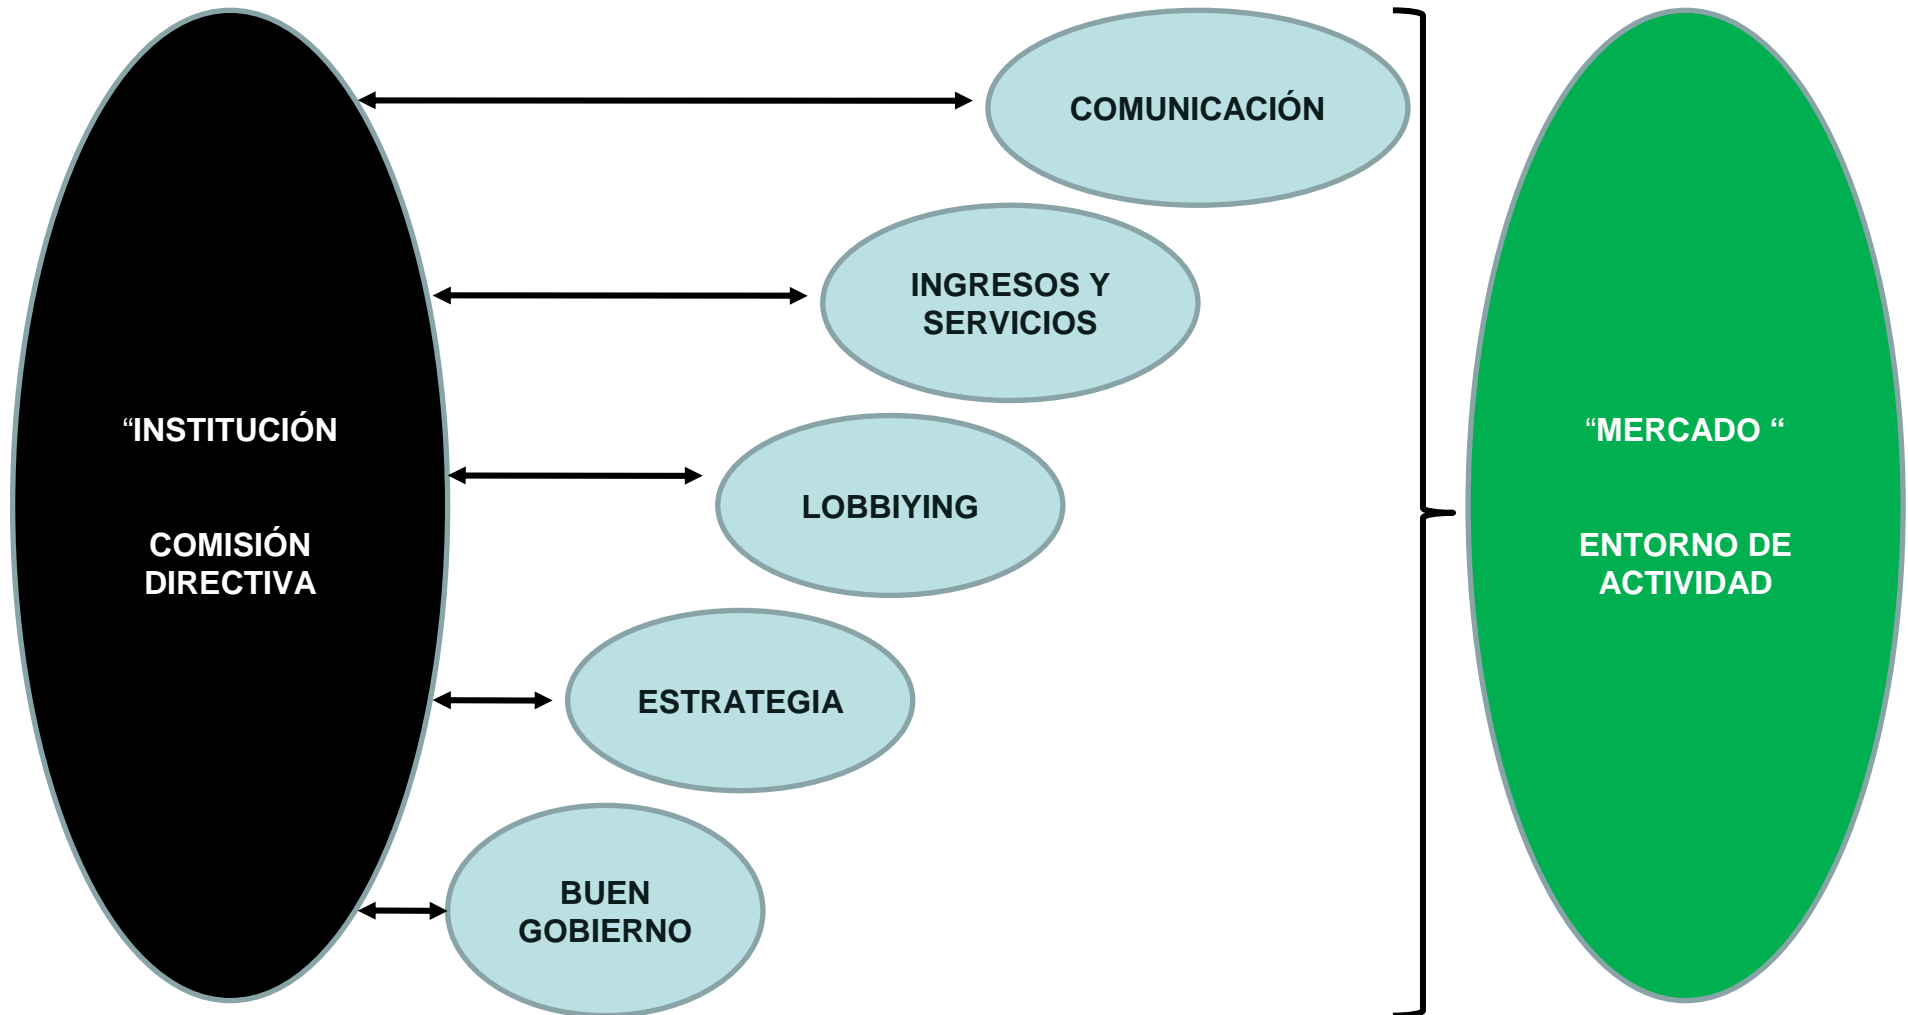 “INSTITUCIÓN
COMISIÓN
DIRECTIVA
COMUNICACIÓN
INGRESOS Y
SERVICIOS
LOBBIYING
ESTRATEGIA
BUEN
GOBIERNO
“MERCADO “
ENTORNO DE
ACTIVIDAD